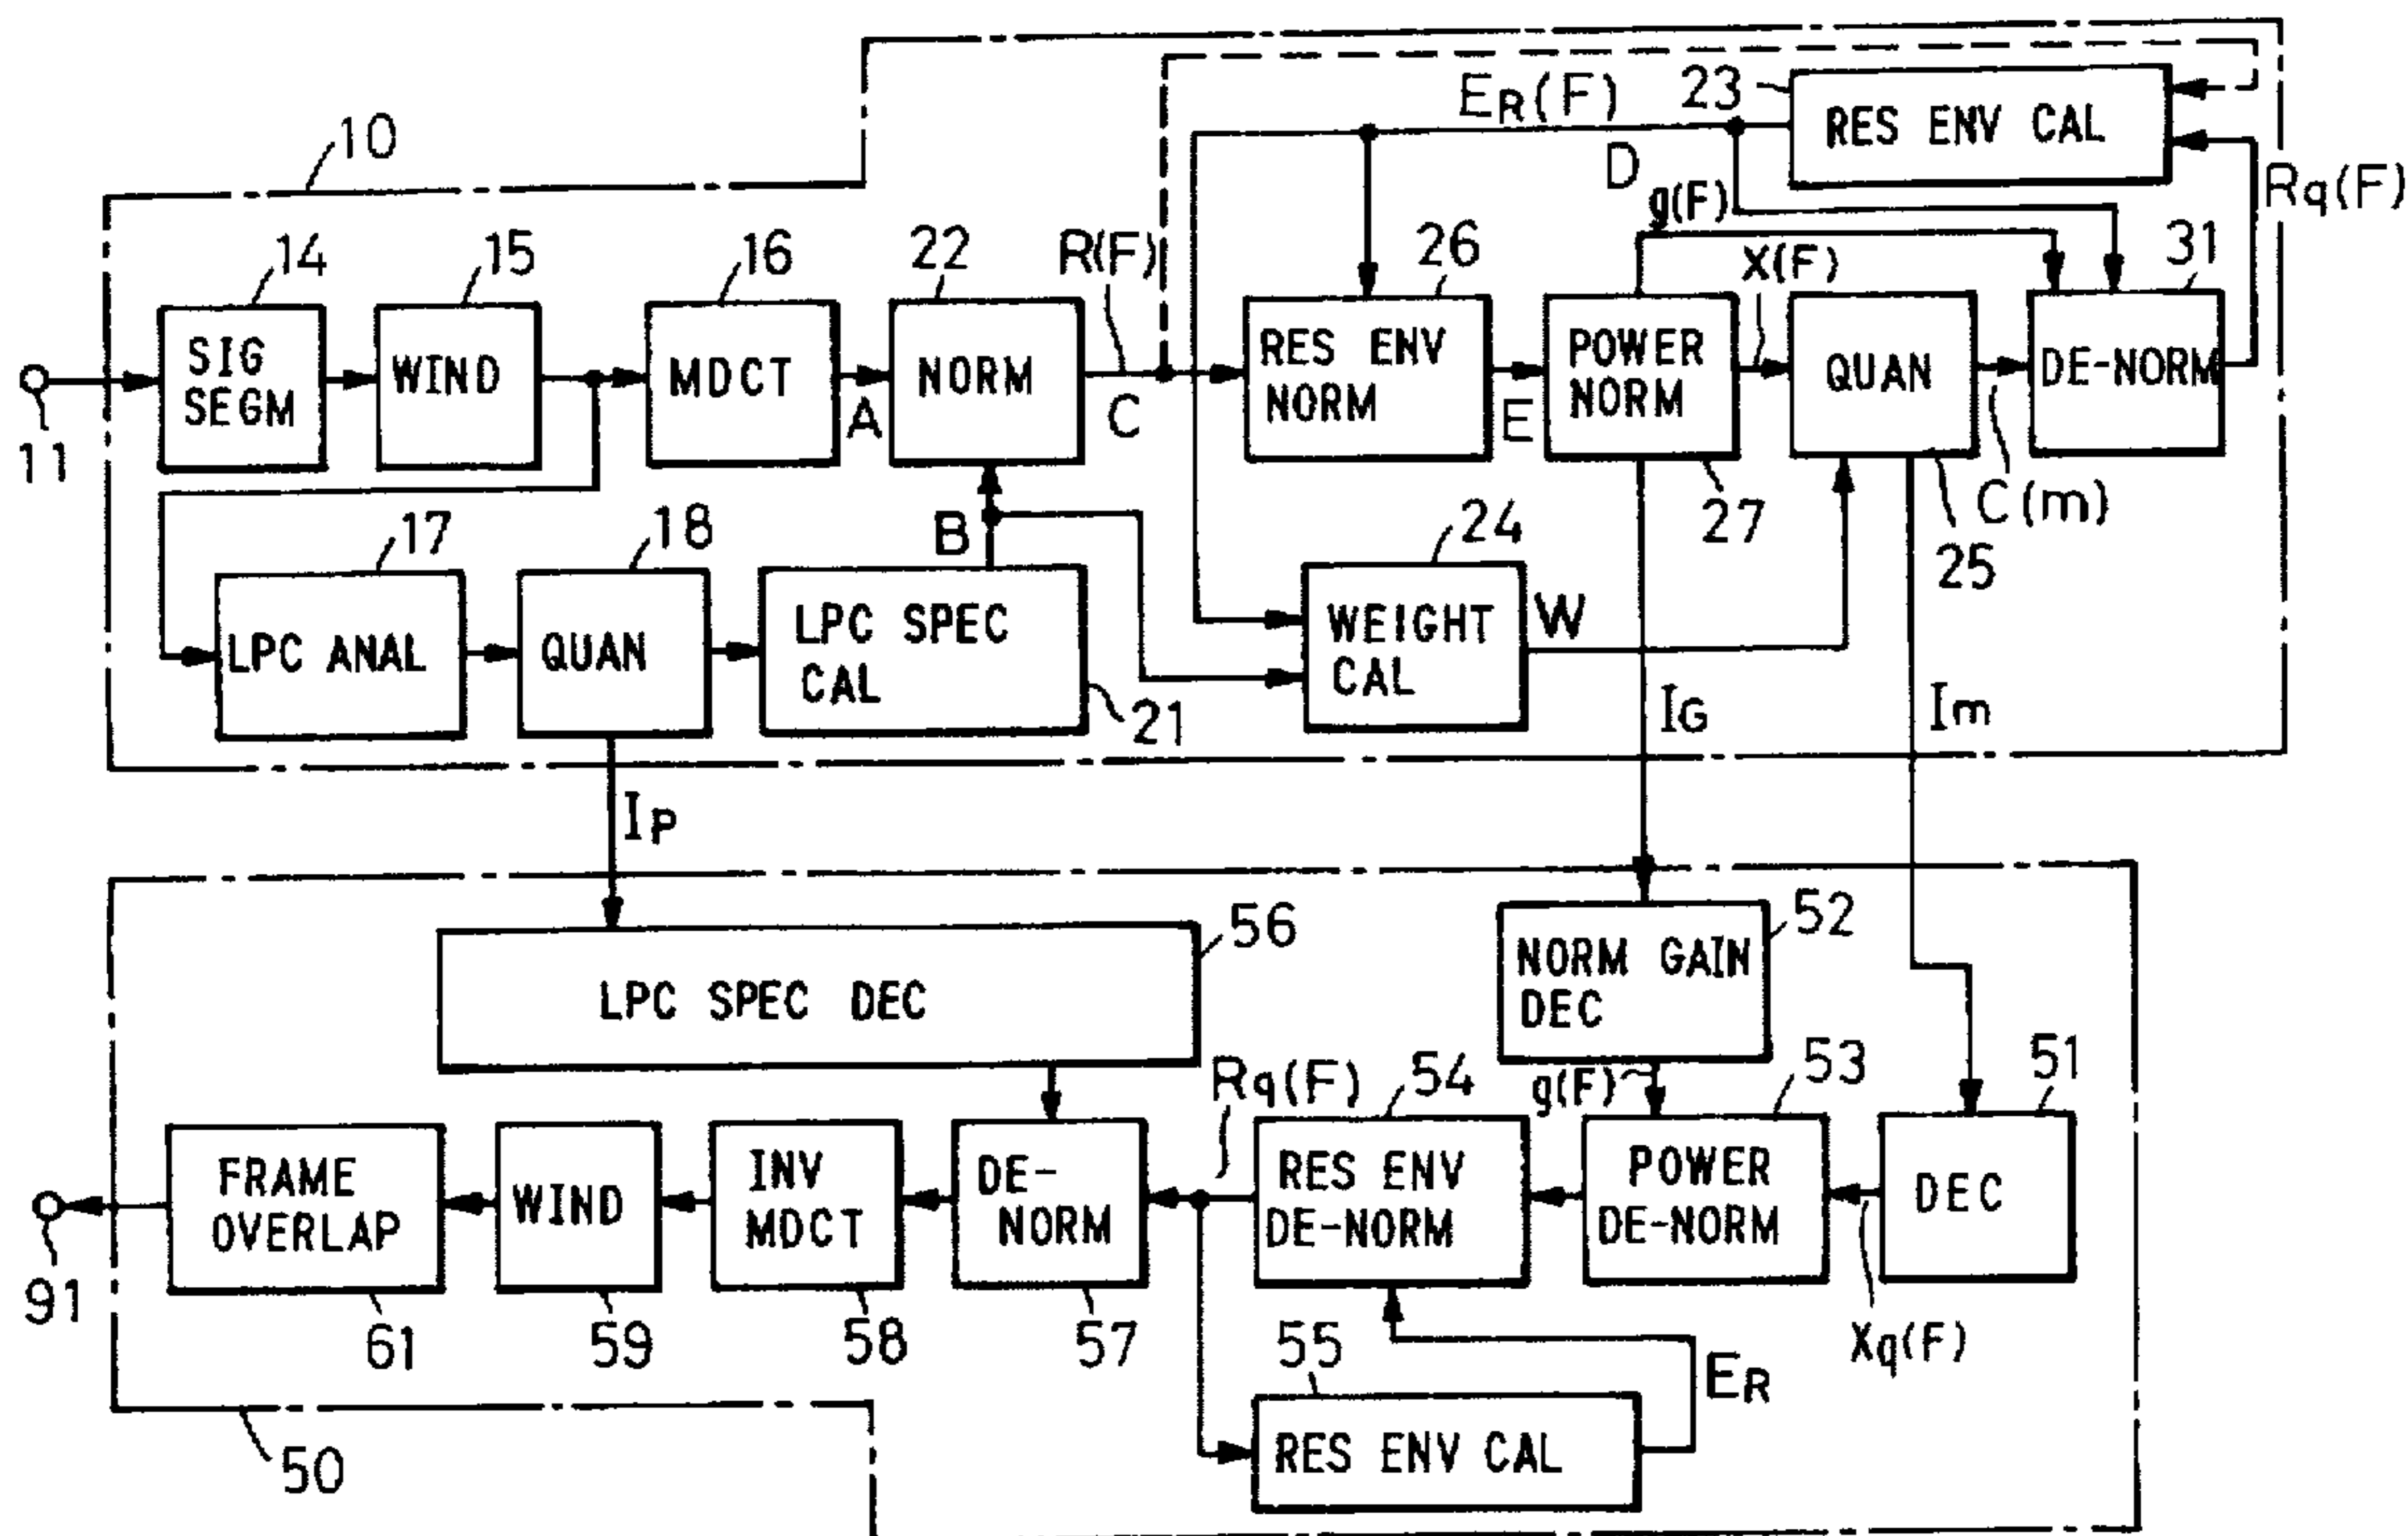 10
E_R(F)
23
RES ENV CAL
D
g(F)
Rq(F)
14
15
16
22
R(F)
26
X(F)
31
SIG
SEGM
WIND
MDCT
A
NORM
C
RES ENV
NORM
E
POWER
NORM
QUAN
DE-NORM
11
17
18
B
24
27
C(m)
25
LPC ANAL
QUAN
LPC SPEC
CAL
21
WEIGHT
CAL
W
I_G
Im
I_P
56
LPC SPEC DEC
52
NORM GAIN
DEC
Rq(F)
54
g(F)
53
51
FRAME
OVERLAP
WIND
INV
MDCT
DE-
NORM
RES ENV
DE-NORM
POWER
DE-NORM
DEC
91
61
59
58
57
55
E_R
Xq(F)
50
RES ENV CAL